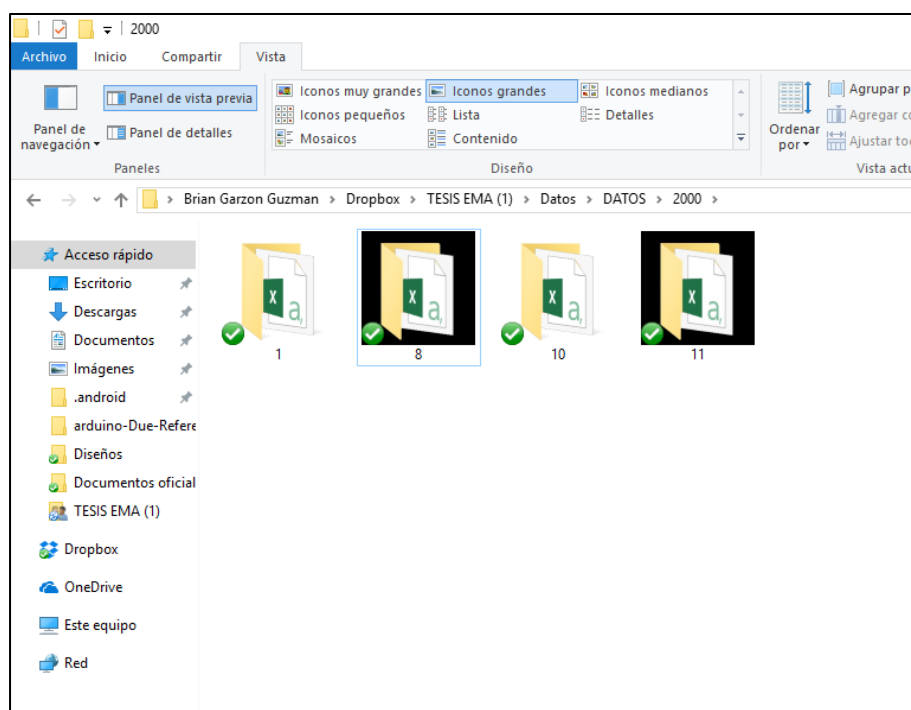 2000
Archivo Inicio Compartir Vista
Panel de navegación
Panel de vista previa
Panel de detalles
Paneles
Iconos muy grandes Iconos grandes Iconos medianos
Iconos pequeños Lista Detalles
Mosaicos Contenido
Diseño
Ordenar por
Agrupar p
Agregar co
Ajustar to
Vista actu
Brian Garzon Guzman > Dropbox > TESIS EMA (1) > Datos > DATOS > 2000 >
Acceso rápido
Escritorio
Descargas
Documentos
Imágenes
.android
arduino-Due-Refere
Diseños
Documentos oficial
TESIS EMA (1)
Dropbox
OneDrive
Este equipo
Red
X a, X a, X a, X a,
1 8 10 11